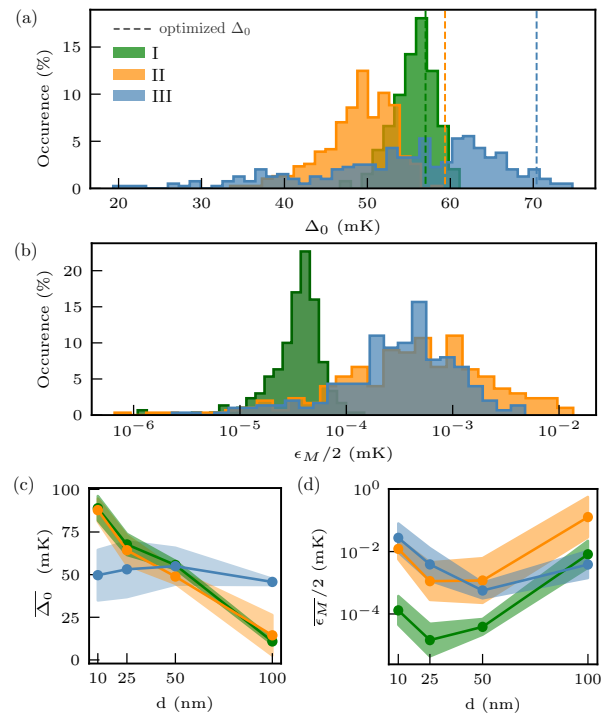 (a)
optimized Δ₀
I
II
III
Occurence (%)
15
10
5
0
20 30 40 50 60 70
Δ₀ (mK)
(b)
Occurence (%)
20
15
10
5
0
10⁻⁶ 10⁻⁵ 10⁻⁴ 10⁻³ 10⁻²
ϵ_M/2 (mK)
(c)
Δ̅₀ (mK)
100
75
50
25
0
10 25 50 100
d (nm)
(d)
ϵ̅_M/2 (mK)
10⁰
10⁻²
10⁻⁴
10 25 50 100
d (nm)